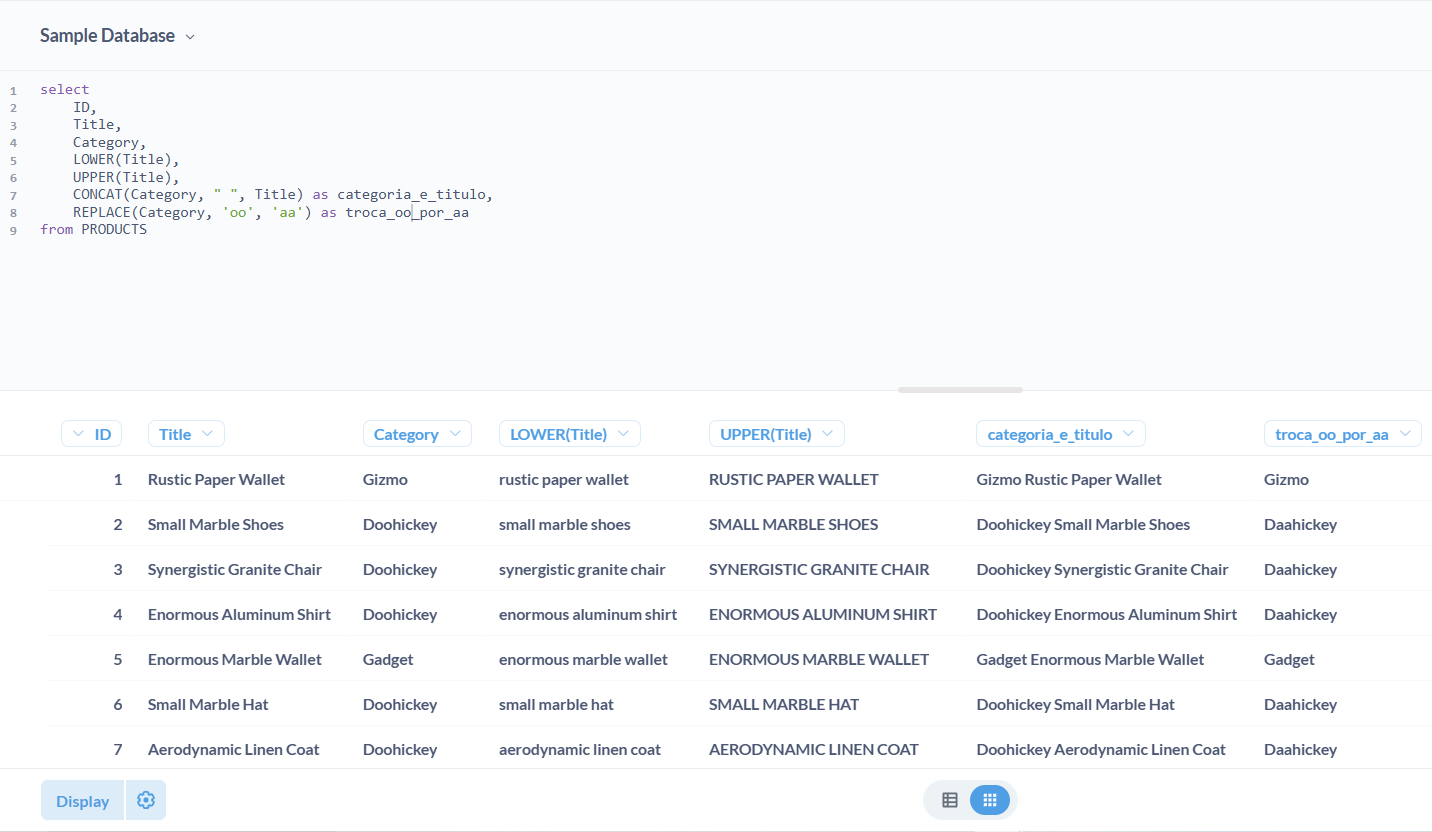 Sample Database
1 select
2     ID,
3     Title,
4     Category,
5     LOWER(Title),
6     UPPER(Title),
7     CONCAT(Category, " ", Title) as categoria_e_titulo,
8     REPLACE(Category, 'oo', 'aa') as troca_oo_por_aa
9 from PRODUCTS
ID Title Category LOWER(Title) UPPER(Title) categoria_e_titulo troca_oo_por_aa
1 Rustic Paper Wallet Gizmo rustic paper wallet RUSTIC PAPER WALLET Gizmo Rustic Paper Wallet Gizmo
2 Small Marble Shoes Doohickey small marble shoes SMALL MARBLE SHOES Doohickey Small Marble Shoes Daahickey
3 Synergistic Granite Chair Doohickey synergistic granite chair SYNERGISTIC GRANITE CHAIR Doohickey Synergistic Granite Chair Daahickey
4 Enormous Aluminum Shirt Doohickey enormous aluminum shirt ENORMOUS ALUMINUM SHIRT Doohickey Enormous Aluminum Shirt Daahickey
5 Enormous Marble Wallet Gadget enormous marble wallet ENORMOUS MARBLE WALLET Gadget Enormous Marble Wallet Gadget
6 Small Marble Hat Doohickey small marble hat SMALL MARBLE HAT Doohickey Small Marble Hat Daahickey
7 Aerodynamic Linen Coat Doohickey aerodynamic linen coat AERODYNAMIC LINEN COAT Doohickey Aerodynamic Linen Coat Daahickey
Display